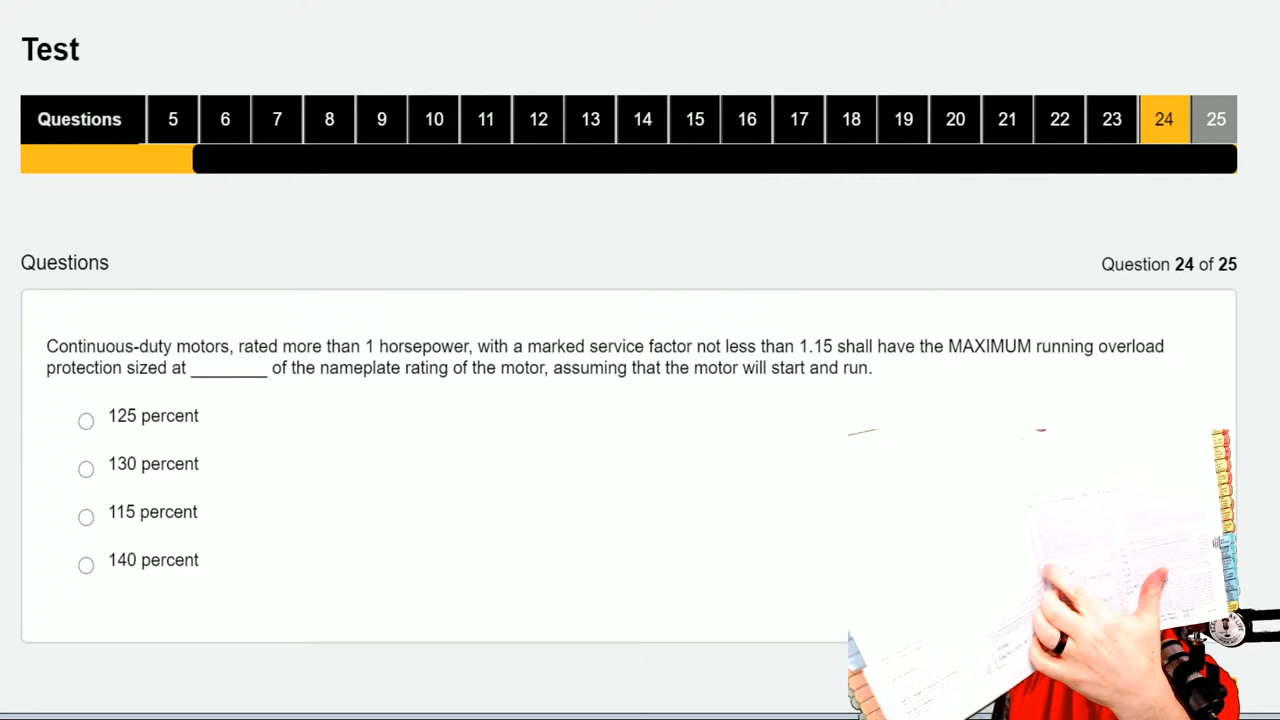 Test
Questions 5 6 7 8 9 10 11 12 13 14 15 16 17 18 19 20 21 22 23 24 25
Questions
Question 24 of 25
Continuous-duty motors, rated more than 1 horsepower, with a marked service factor not less than 1.15 shall have the MAXIMUM running overload
protection sized at ________ of the nameplate rating of the motor, assuming that the motor will start and run.
125 percent
130 percent
115 percent
140 percent